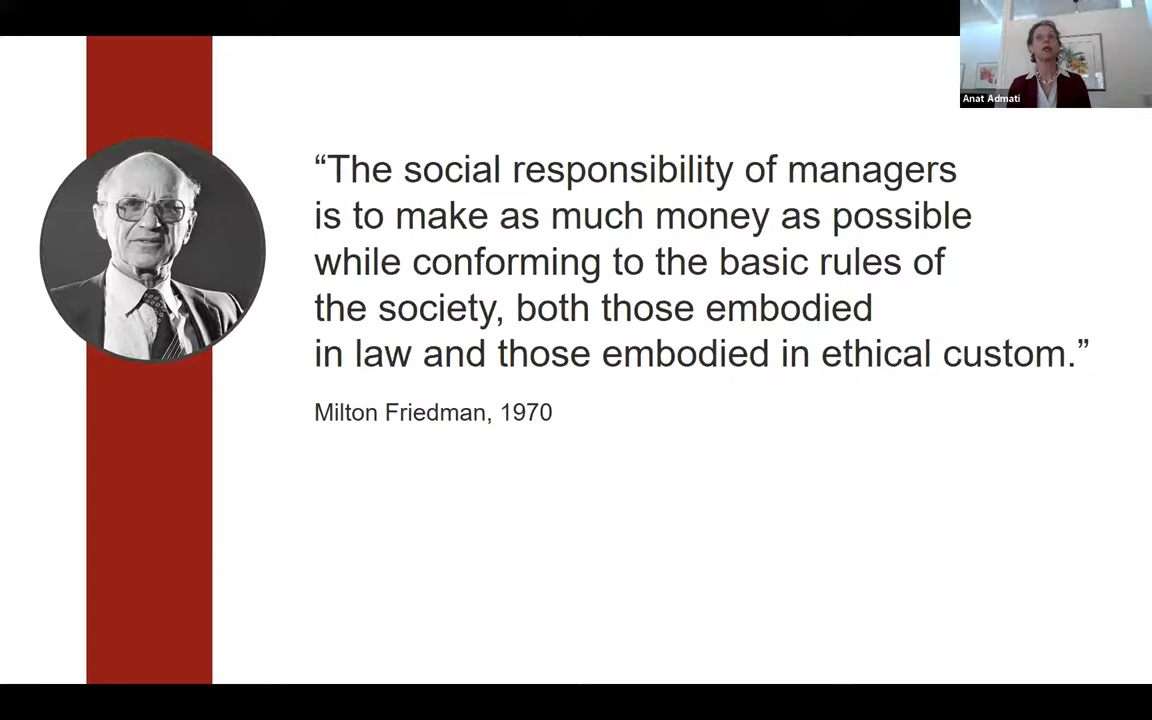 Anat Admati
“The social responsibility of managers
is to make as much money as possible
while conforming to the basic rules of
the society, both those embodied
in law and those embodied in ethical custom.”
Milton Friedman, 1970